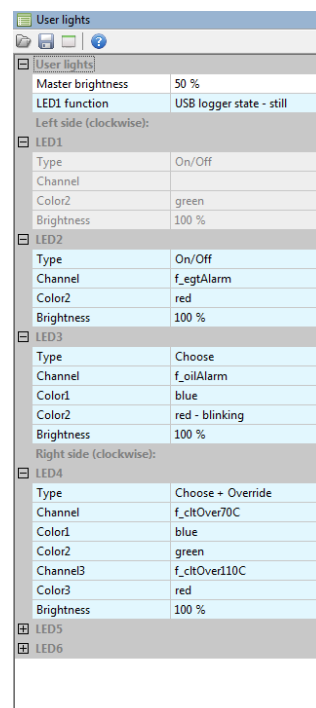 User lights
User lights
Master brightness 50 %
LED1 function USB logger state - still
Left side (clockwise):
LED1
Type On/Off
Channel
Color2 green
Brightness 100 %
LED2
Type On/Off
Channel f_egtAlarm
Color2 red
Brightness 100 %
LED3
Type Choose
Channel f_oilAlarm
Color1 blue
Color2 red - blinking
Brightness 100 %
Right side (clockwise):
LED4
Type Choose + Override
Channel f_cltOver70C
Color1 blue
Color2 green
Channel3 f_cltOver110C
Color3 red
Brightness 100 %
LED5
LED6